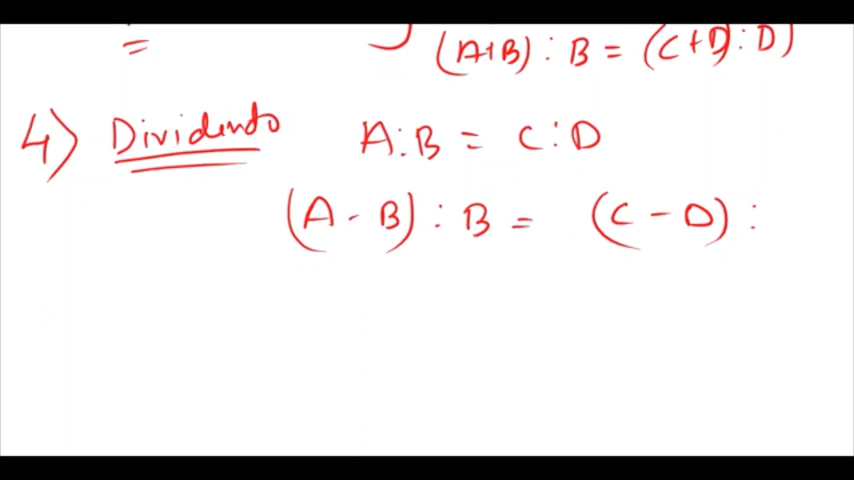 (A+B) : B = (C+D) : D)
4) Dividendo A:B = C:D
(A - B) : B = (C - D) :